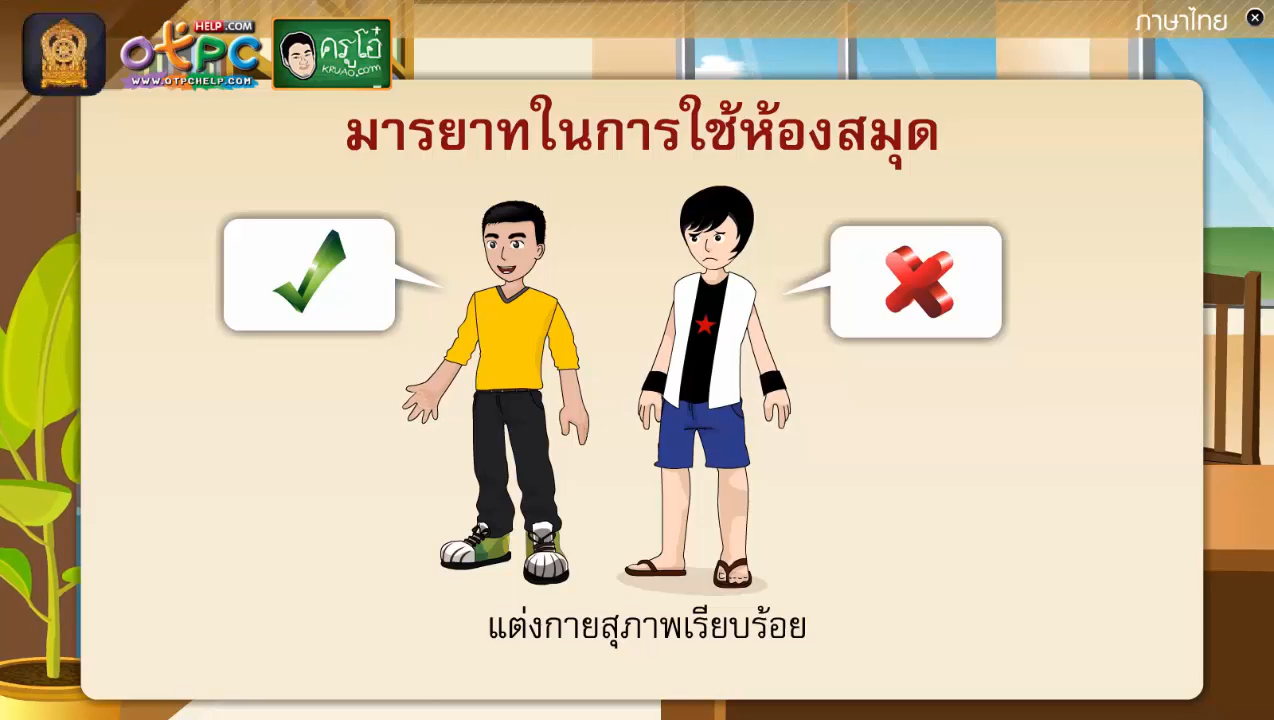 HELP.COM
OTPC
WWW.OTPCHELP.COM
ครูโอ๋
KRUAO.COM
ภาษาไทย
มารยาทในการใช้ห้องสมุด
แต่งกายสุภาพเรียบร้อย